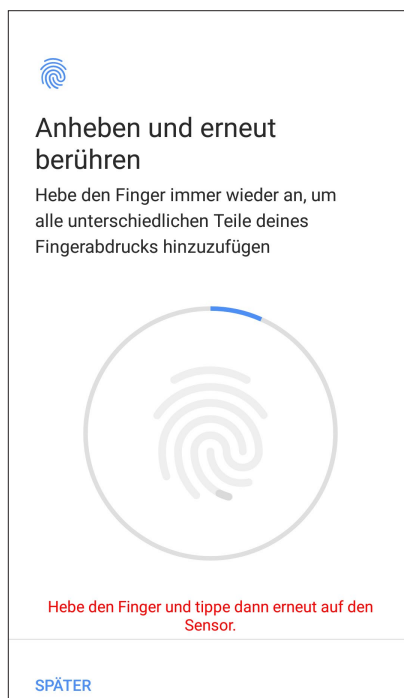 Anheben und erneut
berühren
Hebe den Finger immer wieder an, um
alle unterschiedlichen Teile deines
Fingerabdrucks hinzuzufügen
Hebe den Finger und tippe dann erneut auf den
Sensor.
SPÄTER